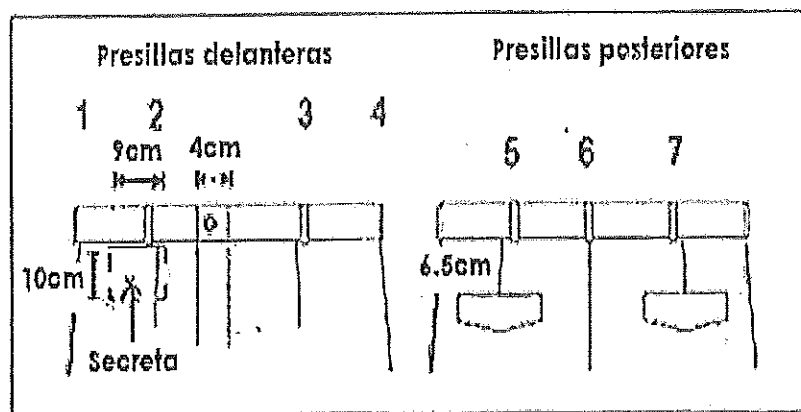 Presillas delanteras
Presillas posteriores
1 2 3 4
9cm 4cm
5 6 7
10cm
6.5cm
Secreta